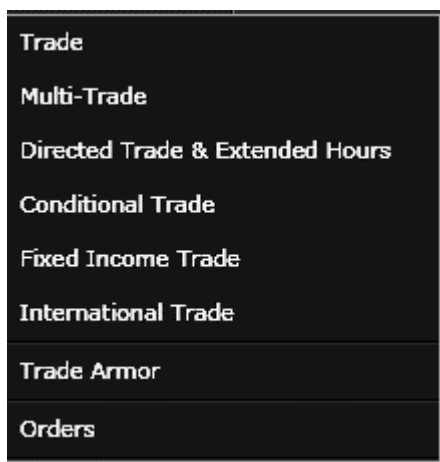 Trade
Multi-Trade
Directed Trade & Extended Hours
Conditional Trade
Fixed Income Trade
International Trade
Trade Armor
Orders